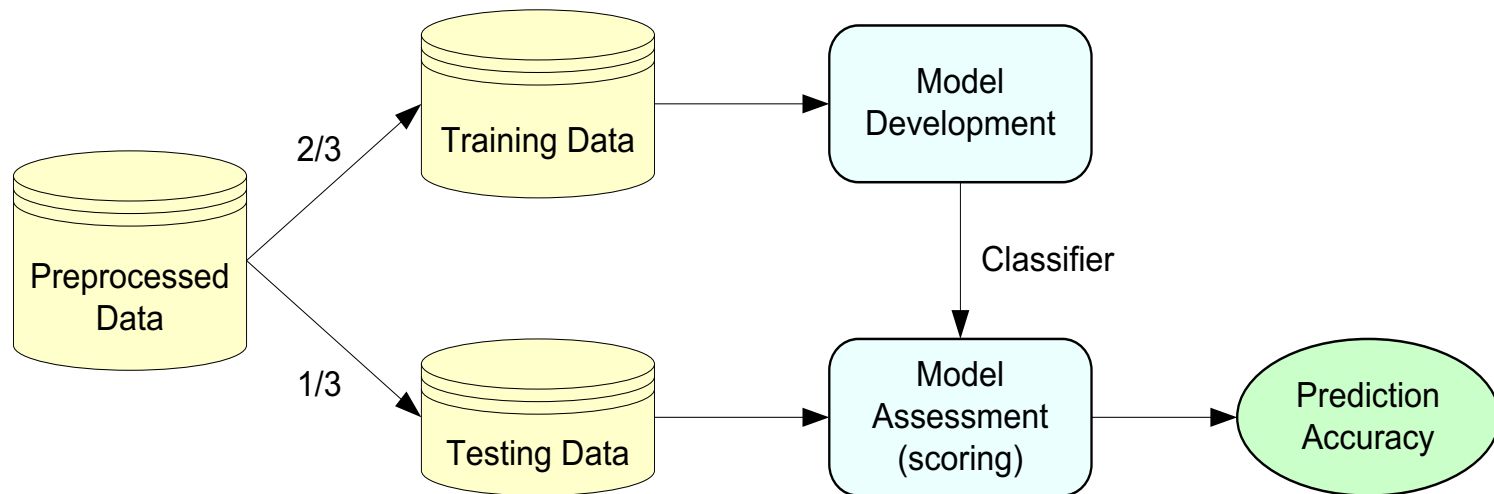 Preprocessed
Data
2/3
1/3
Training Data
Testing Data
Model
Development
Classifier
Model
Assessment
(scoring)
Prediction
Accuracy